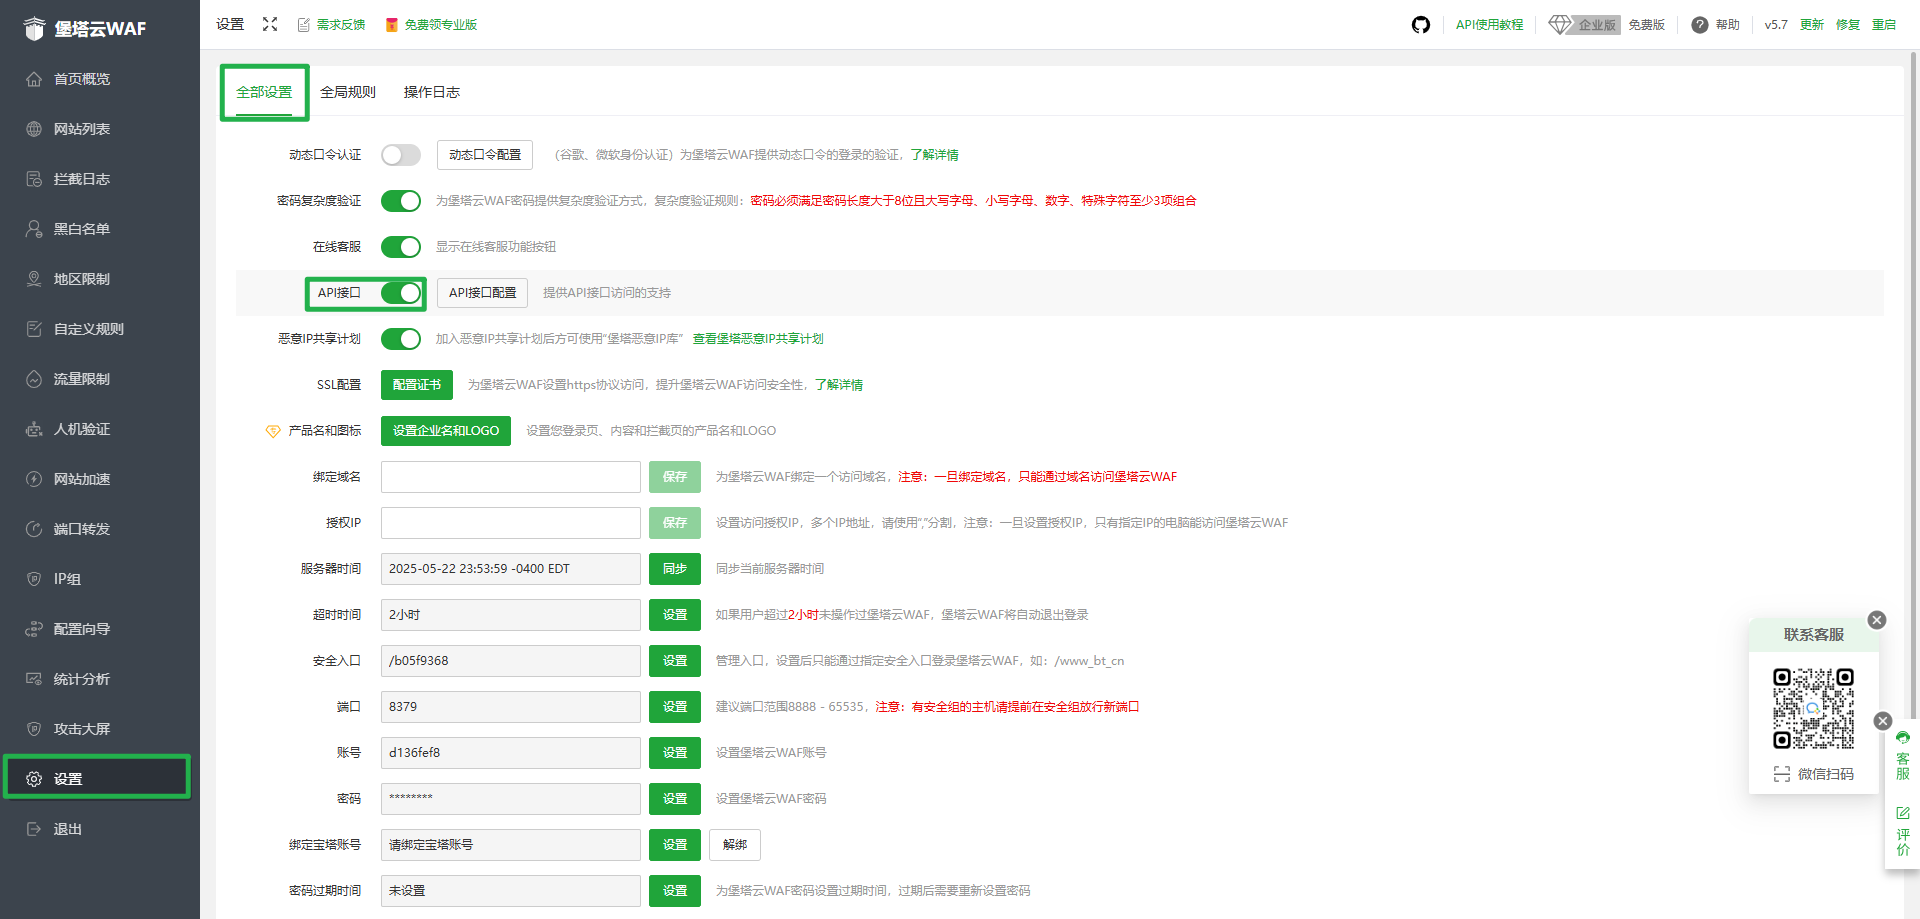 堡塔云WAF
首页概览
网站列表
拦截日志
黑白名单
地区限制
自定义规则
流量限制
人机验证
网站加速
端口转发
IP组
配置向导
统计分析
攻击大屏
设置
退出
设置 需求反馈 免费领专业版 API使用教程 企业版 免费版 帮助 v5.7 更新 修复 重启
全部设置 全局规则 操作日志
动态口令认证 动态口令配置 （谷歌、微软身份认证）为堡塔云WAF提供动态口令的登录的验证，了解详情
密码复杂度验证 为堡塔云WAF密码提供复杂度验证方式，复杂度验证规则：密码必须满足密码长度大于8位且大写字母、小写字母、数字、特殊字符至少3项组合
在线客服 显示在线客服功能按钮
API接口 API接口配置 提供API接口访问的支持
恶意IP共享计划 加入恶意IP共享计划后方可使用“堡塔恶意IP库” 查看堡塔恶意IP共享计划
SSL配置 配置证书 为堡塔云WAF设置https协议访问，提升堡塔云WAF访问安全性，了解详情
产品名和图标 设置企业名和LOGO 设置您登录页、内容和拦截页的产品名和LOGO
绑定域名 保存 为堡塔云WAF绑定一个访问域名，注意：一旦绑定域名，只能通过域名访问堡塔云WAF
授权IP 保存 设置访问授权IP，多个IP地址，请使用“,”分割，注意：一旦设置授权IP，只有指定IP的电脑能访问堡塔云WAF
服务器时间 2025-05-22 23:53:59 -0400 EDT 同步 同步当前服务器时间
超时时间 2小时 设置 如果用户超过2小时未操作过堡塔云WAF，堡塔云WAF将自动退出登录
安全入口 /b05f9368 设置 管理入口，设置后只能通过指定安全入口登录堡塔云WAF，如：/www_bt_cn
端口 8379 设置 建议端口范围8888 - 65535，注意：有安全组的主机请提前在安全组放行新端口
账号 d136fef8 设置 设置堡塔云WAF账号
密码 ******** 设置 设置堡塔云WAF密码
绑定宝塔账号 请绑定宝塔账号 设置 解绑
密码过期时间 未设置 设置 为堡塔云WAF密码设置过期时间，过期后需要重新设置密码
联系客服
微信扫码
客服
评价